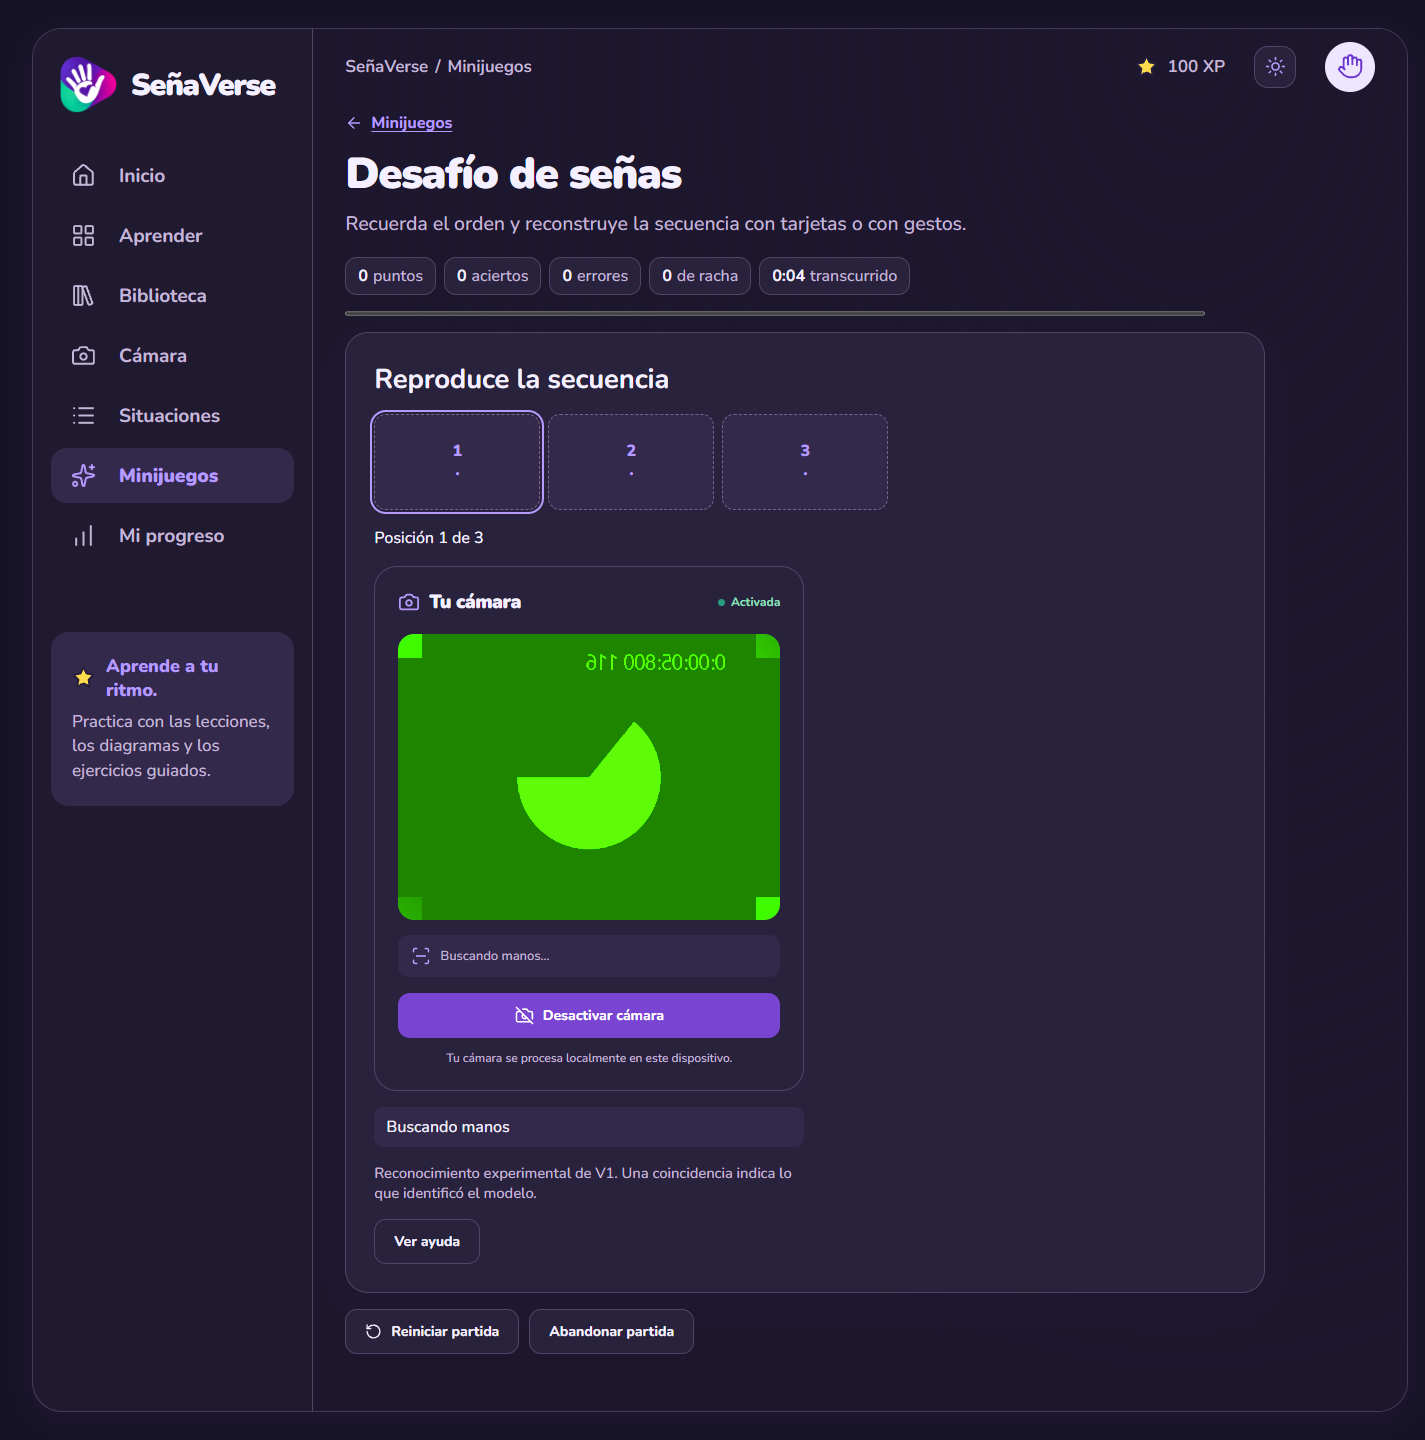 SeñaVerse
Inicio
Aprender
Biblioteca
Cámara
Situaciones
Minijuegos
Mi progreso
Aprende a tu
ritmo.
Practica con las lecciones,
los diagramas y los
ejercicios guiados.
SeñaVerse / Minijuegos
100 XP
Minijuegos
Desafío de señas
Recuerda el orden y reconstruye la secuencia con tarjetas o con gestos.
0 puntos
0 aciertos
0 errores
0 de racha
0:04 transcurrido
Reproduce la secuencia
1
2
3
Posición 1 de 3
Tu cámara
Activada
0:00:05:800 116
Buscando manos...
Desactivar cámara
Tu cámara se procesa localmente en este dispositivo.
Buscando manos
Reconocimiento experimental de V1. Una coincidencia indica lo
que identificó el modelo.
Ver ayuda
Reiniciar partida
Abandonar partida